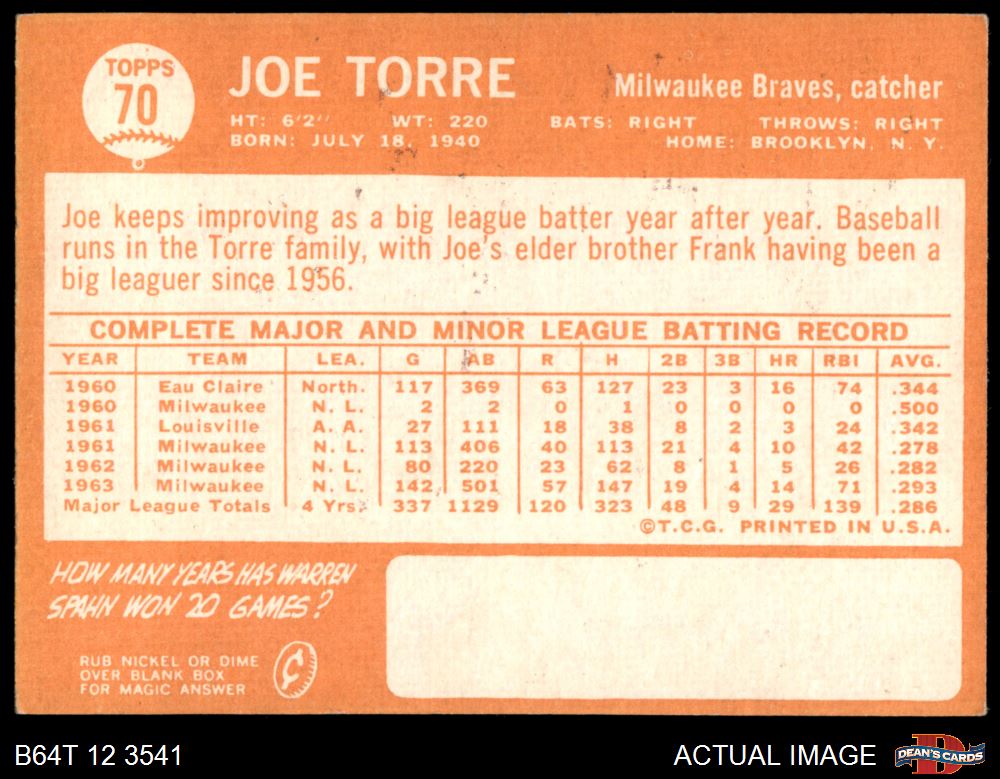 TOPPS
70
JOE TORRE
Milwaukee Braves, catcher
HT: 6'2" WT: 220 BATS: RIGHT THROWS: RIGHT
BORN: JULY 18, 1940 HOME: BROOKLYN, N. Y.
Joe keeps improving as a big league batter year after year. Baseball
runs in the Torre family, with Joe's elder brother Frank having been a
big leaguer since 1956.
COMPLETE MAJOR AND MINOR LEAGUE BATTING RECORD
YEAR TEAM LEA. G AB R H 2B 3B HR RBI AVG.
1960 Eau Claire North. 117 369 63 127 23 3 16 74 .344
1960 Milwaukee N. L. 2 2 0 1 0 0 0 0 .500
1961 Louisville A. A. 27 111 18 38 8 2 3 24 .342
1961 Milwaukee N. L. 113 406 40 113 21 4 10 42 .278
1962 Milwaukee N. L. 80 220 23 62 8 1 5 26 .282
1963 Milwaukee N. L. 142 501 57 147 19 4 14 71 .293
Major League Totals 4 Yrs. 337 1129 120 323 48 9 29 139 .286
©T.C.G. PRINTED IN U.S.A.
HOW MANY YEARS HAS WARREN
SPAHN WON 20 GAMES?
RUB NICKEL OR DIME
OVER BLANK BOX
FOR MAGIC ANSWER
¢
B64T 12 3541
ACTUAL IMAGE
D
DEAN'S CARDS